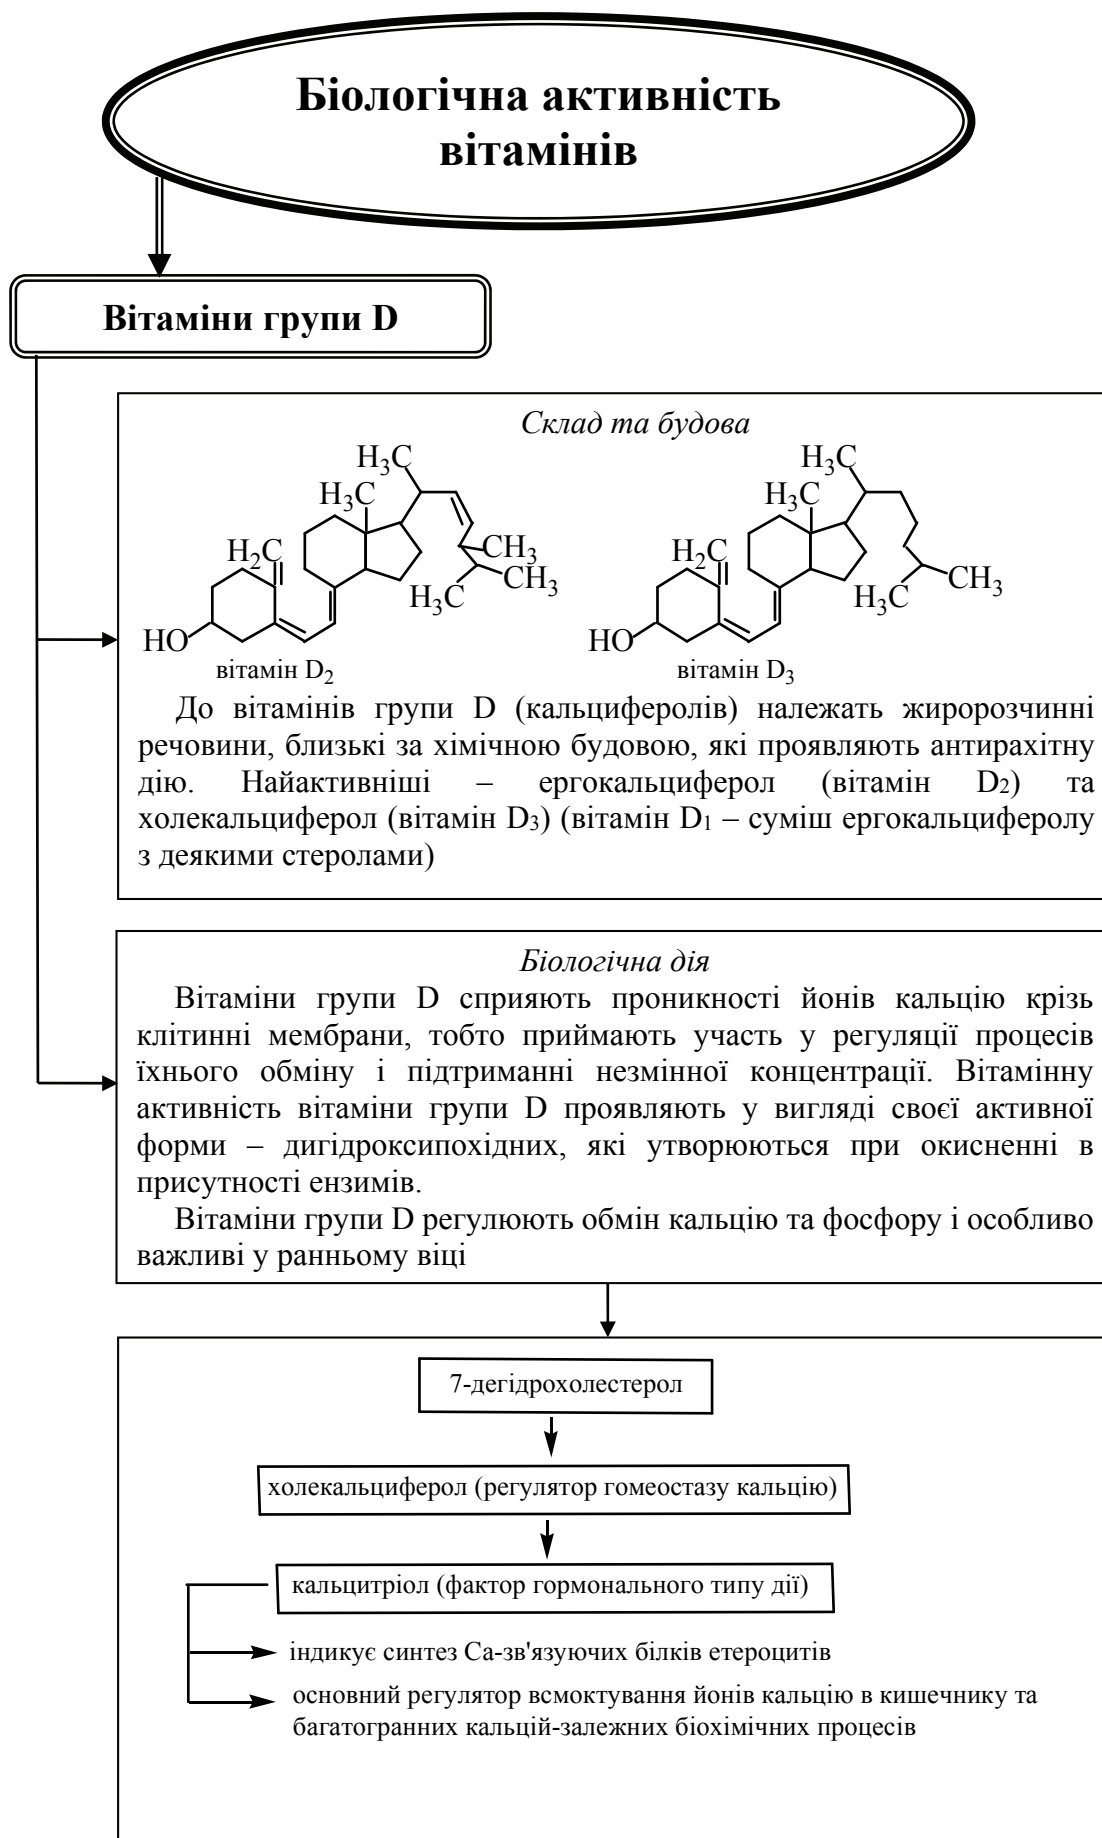 Біологічна активність
вітамінів
Вітаміни групи D
Склад та будова
H₃C
H₃C
H₂C
CH₃
CH₃
H₃C
HO
вітамін D₂
H₃C
H₃C
H₂C
CH₃
H₃C
HO
вітамін D₃
До вітамінів групи D (кальциферолів) належать жиророзчинні
речовини, близькі за хімічною будовою, які проявляють антирахітну
дію. Найактивніші – ергокальциферол (вітамін D₂) та
холекальциферол (вітамін D₃) (вітамін D₁ – суміш ергокальциферолу
з деякими стеролами)
Біологічна дія
Вітаміни групи D сприяють проникності йонів кальцію крізь
клітинні мембрани, тобто приймають участь у регуляції процесів
їхнього обміну і підтриманні незмінної концентрації. Вітамінну
активність вітаміни групи D проявляють у вигляді своєї активної
форми – дигідроксипохідних, які утворюються при окисненні в
присутності ензимів.
Вітаміни групи D регулюють обмін кальцію та фосфору і особливо
важливі у ранньому віці
7-дегідрохолестерол
холекальциферол (регулятор гомеостазу кальцію)
кальцитріол (фактор гормонального типу дії)
індикує синтез Са-зв'язуючих білків етероцитів
основний регулятор всмоктування йонів кальцію в кишечнику та
багатогранних кальцій-залежних біохімічних процесів